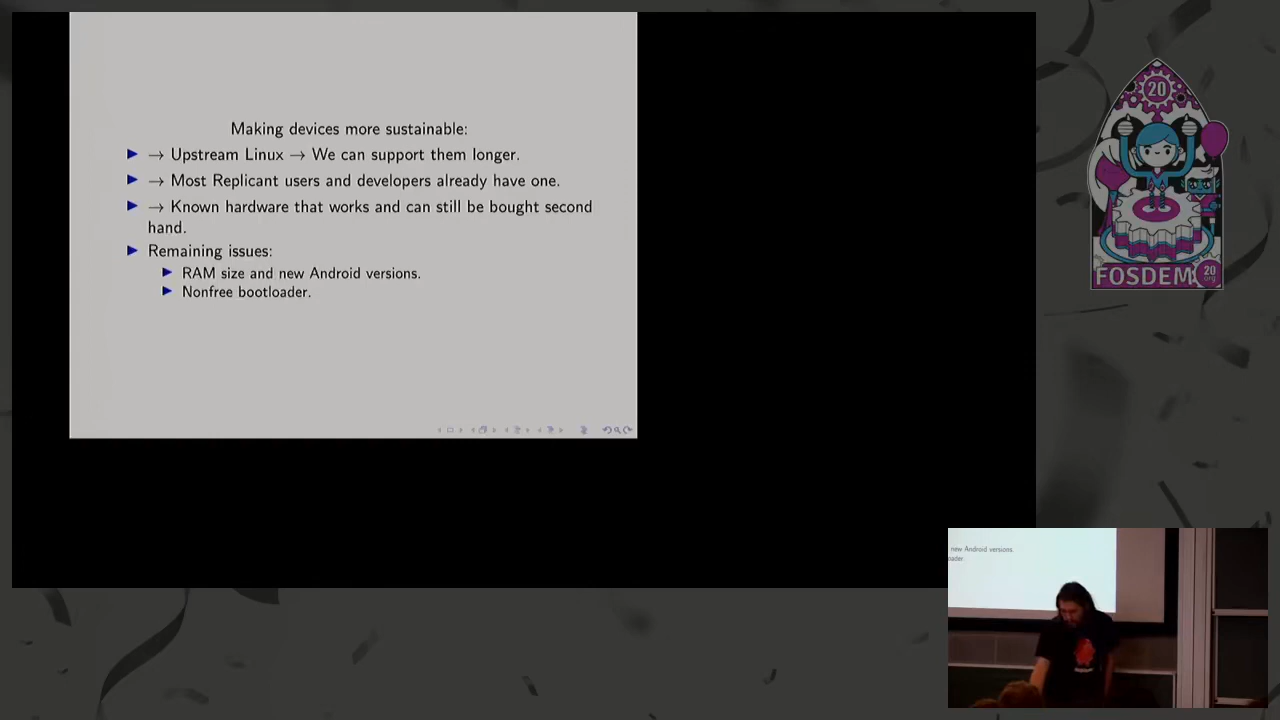 Making devices more sustainable:
→ Upstream Linux → We can support them longer.
→ Most Replicant users and developers already have one.
→ Known hardware that works and can still be bought second
hand.
Remaining issues:
RAM size and new Android versions.
Nonfree bootloader.
20
FOSDEM
20
.org
new Android versions.
oader.